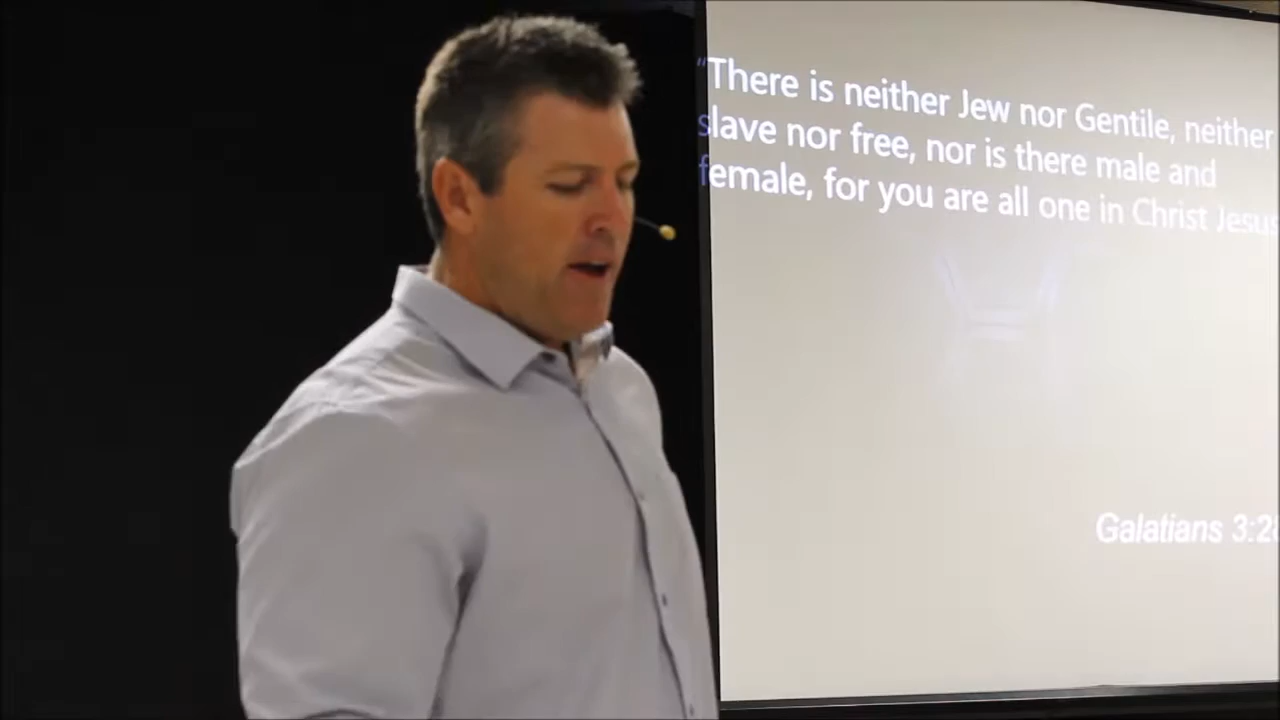 "There is neither Jew nor Gentile, neither
slave nor free, nor is there male and
female, for you are all one in Christ Jesus
Galatians 3:28